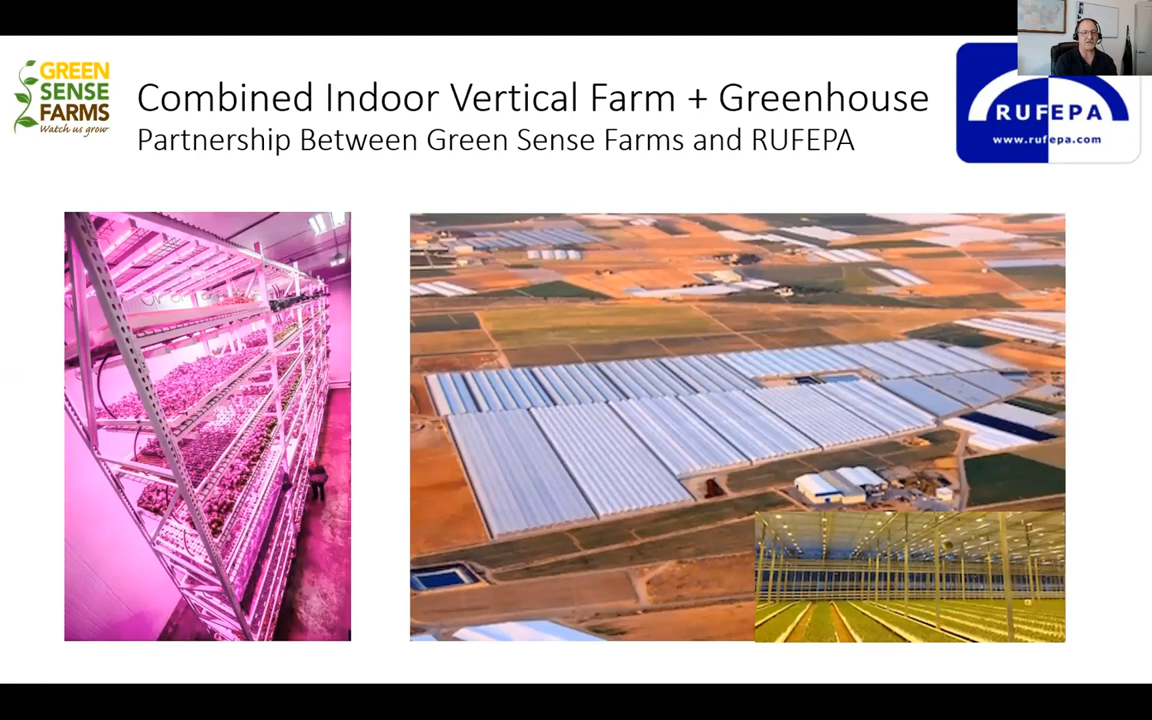 GREEN
SENSE
FARMS
Watch us grow
Combined Indoor Vertical Farm + Greenhouse
Partnership Between Green Sense Farms and RUFEPA
RUFEPA
www.rufepa.com